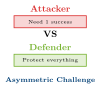 Attacker
Need 1 success
VS
Defender
Protect everything
Asymmetric Challenge